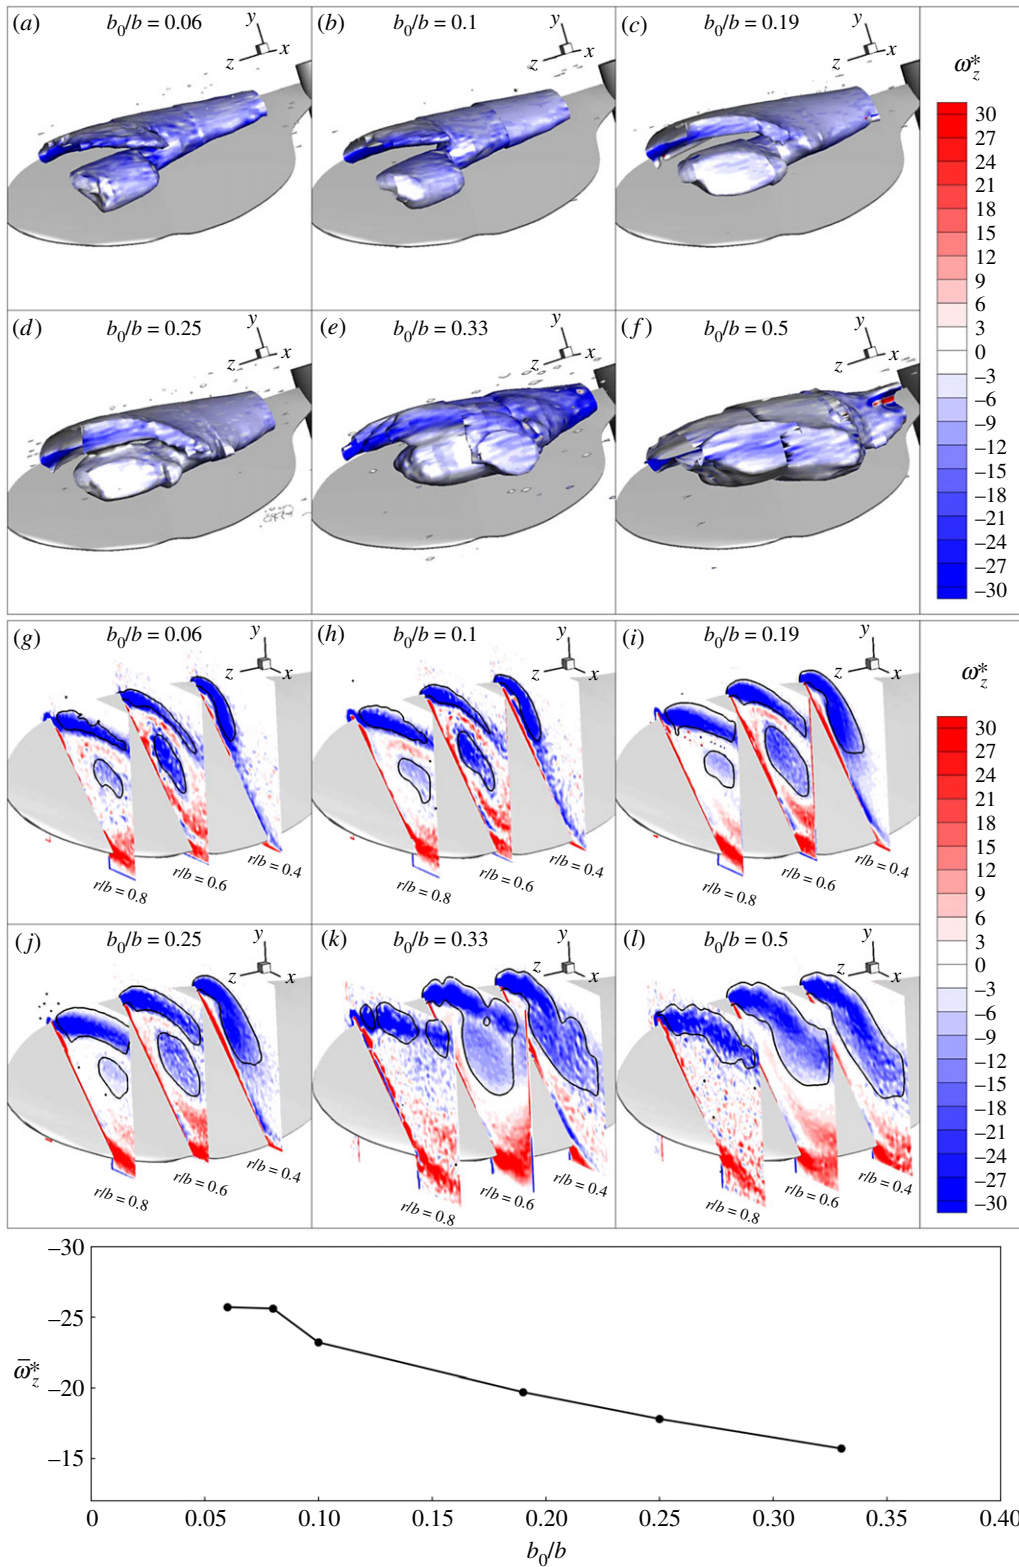 (a) b₀/b = 0.06 y x z
(b) b₀/b = 0.1 y x z
(c) b₀/b = 0.19 y x z
ω*z
30
27
24
21
18
15
12
9
6
3
0
–3
–6
–9
–12
–15
–18
–21
–24
–27
–30
(d) b₀/b = 0.25 y x z
(e) b₀/b = 0.33 y x z
(f) b₀/b = 0.5 y x z
(g) b₀/b = 0.06 y z x
r/b = 0.8 r/b = 0.6 r/b = 0.4
(h) b₀/b = 0.1 y z x
r/b = 0.8 r/b = 0.6 r/b = 0.4
(i) b₀/b = 0.19 y z x
r/b = 0.8 r/b = 0.6 r/b = 0.4
ω*z
30
27
24
21
18
15
12
9
6
3
0
–3
–6
–9
–12
–15
–18
–21
–24
–27
–30
(j) b₀/b = 0.25 y z x
r/b = 0.8 r/b = 0.6 r/b = 0.4
(k) b₀/b = 0.33 y z x
r/b = 0.8 r/b = 0.6 r/b = 0.4
(l) b₀/b = 0.5 y z x
r/b = 0.8 r/b = 0.6 r/b = 0.4
–30
–25
–20
–15
ω̄*z
0 0.05 0.10 0.15 0.20 0.25 0.30 0.35 0.40
b₀/b